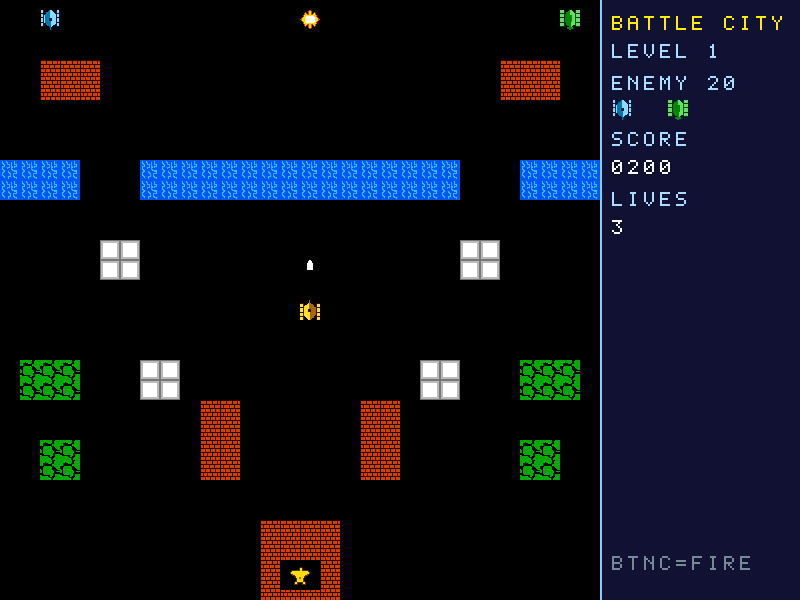 BATTLE CITY
LEVEL 1
ENEMY 20
SCORE
0200
LIVES
3
BTNC=FIRE